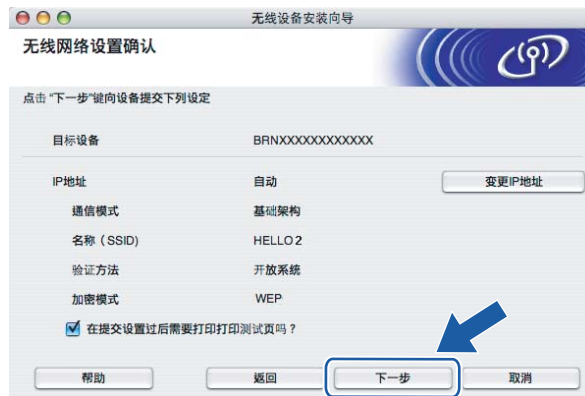 无线设备安装向导
无线网络设置确认
点击 “下一步”键向设备提交下列设定
目标设备 BRNXXXXXXXXXXXX
IP地址 自动 变更IP地址
通信模式 基础架构
名称（SSID) HELLO2
验证方法 开放系统
加密模式 WEP
在提交设置过后需要打印打印测试页吗？
帮助 返回 下一步 取消